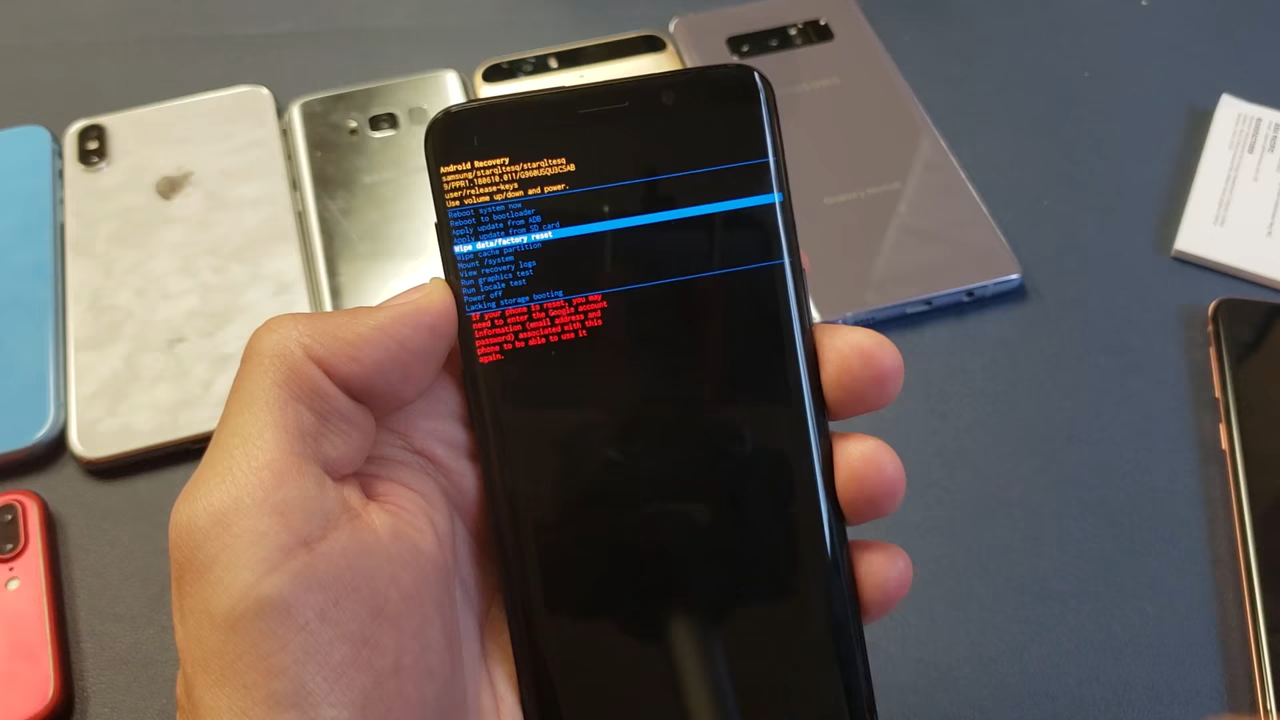 Android Recovery
samsung/starqltesq/starqltesq
9/PPR1.180610.011/G960USQU3CSAB
user/release-keys
Use volume up/down and power.
Reboot system now
Reboot to bootloader
Apply update from ADB
Apply update from SD card
Wipe data/factory reset
Wipe cache partition
Mount /system
View recovery logs
Run graphics test
Run locale test
Power off
Lacking storage booting
If your phone is reset, you may
need to enter the Google account
information (email address and
password) associated with this
phone to be able to use it
again.